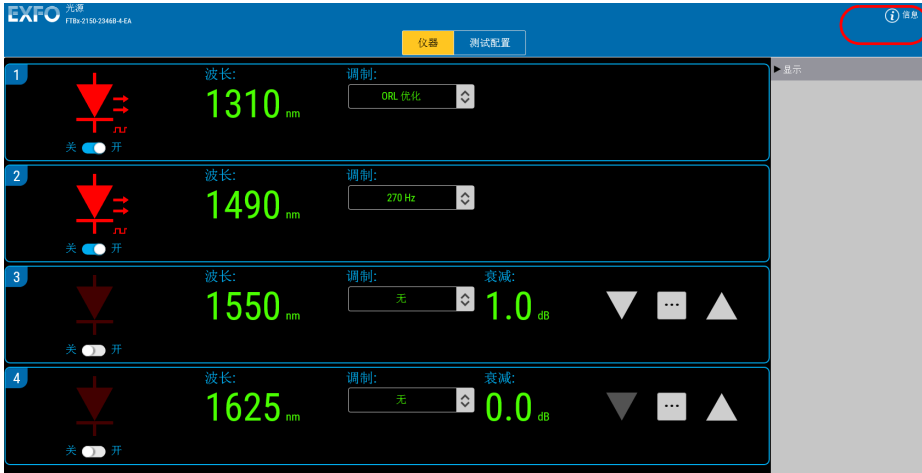 EXFO 光源
FTBx-2150-234BB-4-EA
信息
仪器 测试配置
显示
1
波长:
1310 nm
调制:
ORL 优化
关 开
2
波长:
1490 nm
调制:
270 Hz
关 开
3
波长:
1550 nm
调制:
无
衰减:
1.0 dB
...
关 开
4
波长:
1625 nm
调制:
无
衰减:
0.0 dB
...
关 开